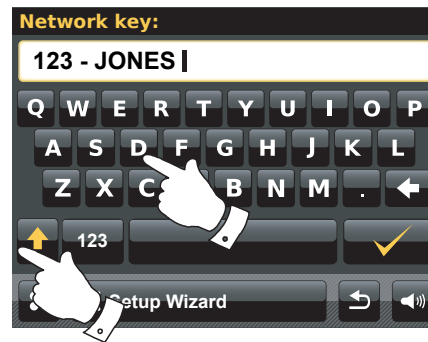 Network key:
123 - JONES
Q W E R T Y U I O P
A S D F G H J K L
Z X C B N M .
123
Setup Wizard